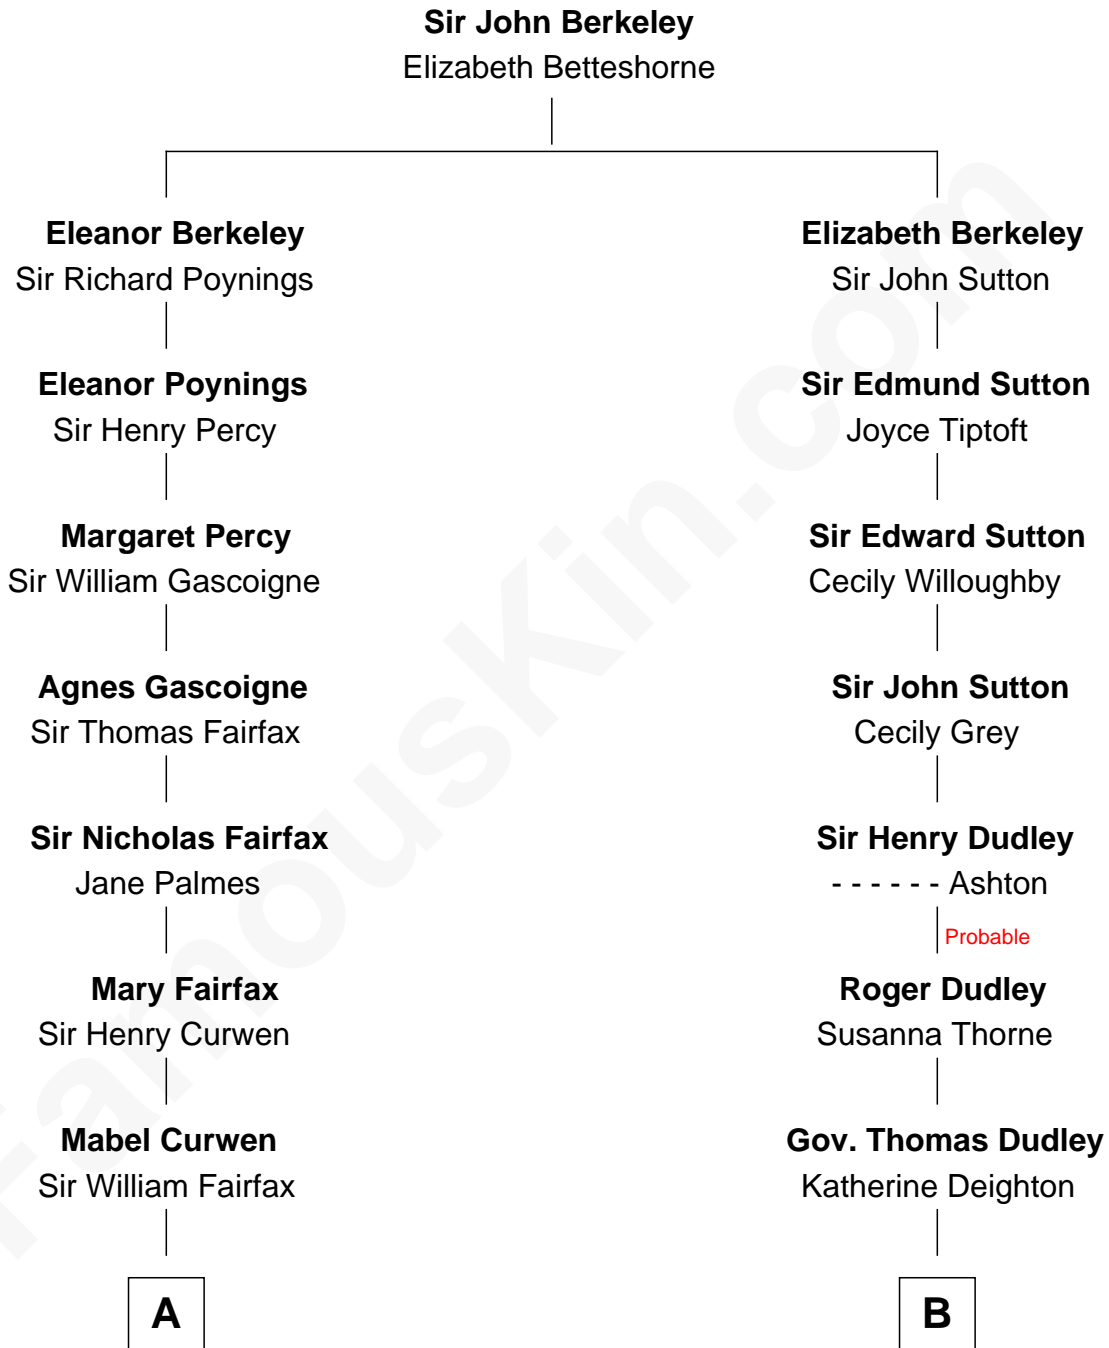 Sir John Berkeley
Elizabeth Betteshorne
Eleanor Berkeley
Sir Richard Poynings
Eleanor Poynings
Sir Henry Percy
Margaret Percy
Sir William Gascoigne
Agnes Gascoigne
Sir Thomas Fairfax
Sir Nicholas Fairfax
Jane Palmes
Mary Fairfax
Sir Henry Curwen
Mabel Curwen
Sir William Fairfax
A
Elizabeth Berkeley
Sir John Sutton
Sir Edmund Sutton
Joyce Tiptoft
Sir Edward Sutton
Cecily Willoughby
Sir John Sutton
Cecily Grey
Sir Henry Dudley
- - - - - - Ashton
Probable
Roger Dudley
Susanna Thorne
Gov. Thomas Dudley
Katherine Deighton
B
FamousKin.com